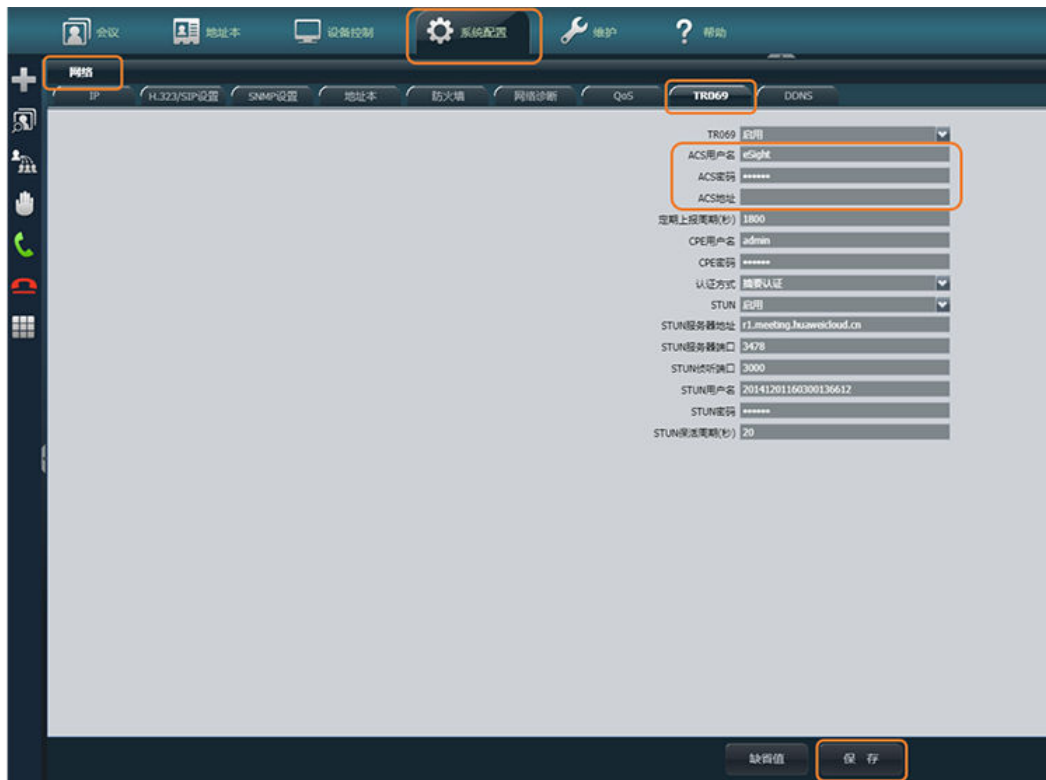 会议 地址本 设备控制 系统配置 维护 帮助
网络
IP H.323/SIP设置 SNMP设置 地址本 防火墙 网络诊断 QoS TR069 DDNS
TR069 启用
ACS用户名 eSight
ACS密码 ••••••
ACS地址
定期上报周期(秒) 1800
CPE用户名 admin
CPE密码 ••••••
认证方式 摘要认证
STUN 启用
STUN服务器地址 r1.meeting.huaweicloud.cn
STUN服务器端口 3478
STUN侦听端口 3000
STUN用户名 20141201160300136612
STUN密码 ••••••
STUN保活周期(秒) 20
缺省值 保 存